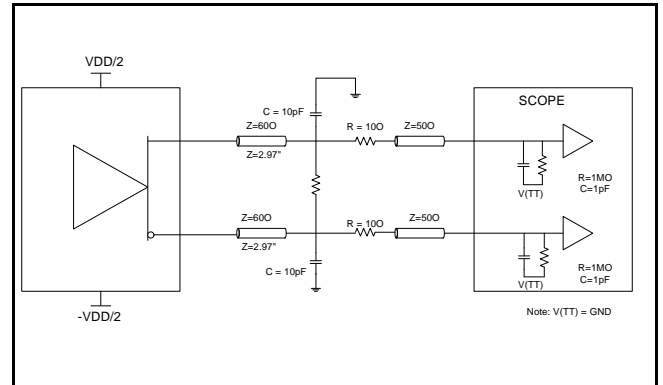 VDD/2
SCOPE
C = 10pF
Z=60O
R = 10O
Z=50O
Z=2.97"
R=1MO
C=1pF
V(TT)
Z=60O
R = 10O
Z=50O
Z=2.97"
C = 10pF
R=1MO
C=1pF
V(TT)
-VDD/2
Note: V(TT) = GND